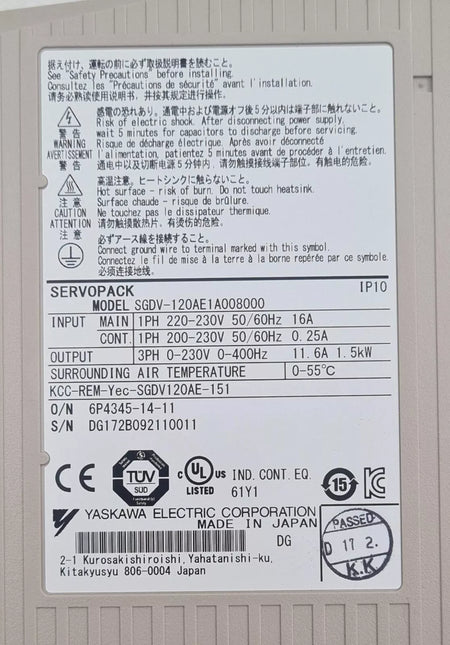 据え付け、運転の前に必ず取扱説明書を読むこと。
See "Safety Precautions" before installing.
Consultez les "Précautions de sécurité" avant l'installation.
请务必熟读使用说明书，并按其规定进行操作。
感電の恐れあり。通電中および電源オフ後5分以内は端子部に触れないこと。
Risk of electric shock. After disconnecting power supply,
警告 wait 5 minutes for capacitors to discharge before servicing.
WARNING Risque de décharge électrique. Après avoir déconnecté
AVERTISSEMENT l'alimentation, patientez 5 minutes avant de procéder à l'entretien.
警告 通电中以及切断电源5分钟内，请勿触摸接线端子部位，有触电的危险。
高温注意。ヒートシンクに触らないこと。
注意 Hot surface - risk of burn. Do not touch heatsink.
CAUTION Surface chaude - risque de brûlure.
Ne touchez pas le dissipateur thermique.
ATTENTION 请勿触摸散热片，有烫伤的危险。
注意
必ずアース線を接続すること。
Connect ground wire to terminal marked with this symbol.
Connectez le fil de mise à la terre à la borne repérée par ce symbole.
必须连接地线。
SERVOPACK IP10
MODEL SGDV-120AE1A008000
INPUT MAIN 1PH 220-230V 50/60Hz 16A
CONT. 1PH 200-230V 50/60Hz 0.25A
OUTPUT 3PH 0-230V 0-400Hz 11.6A 1.5kW
SURROUNDING AIR TEMPERATURE 0-55℃
KCC-REM-Yec-SGDV120AE-151
O/N 6P4345-14-11
S/N DG172B092110011
CE TÜV SÜD c UL US LISTED IND. CONT. EQ. 61Y1 15
YASKAWA ELECTRIC CORPORATION
MADE IN JAPAN
DG
2-1 Kurosakishiroishi, Yahatanishi-ku,
Kitakyusyu 806-0004 Japan
PASSED
D 17 2.
K.K